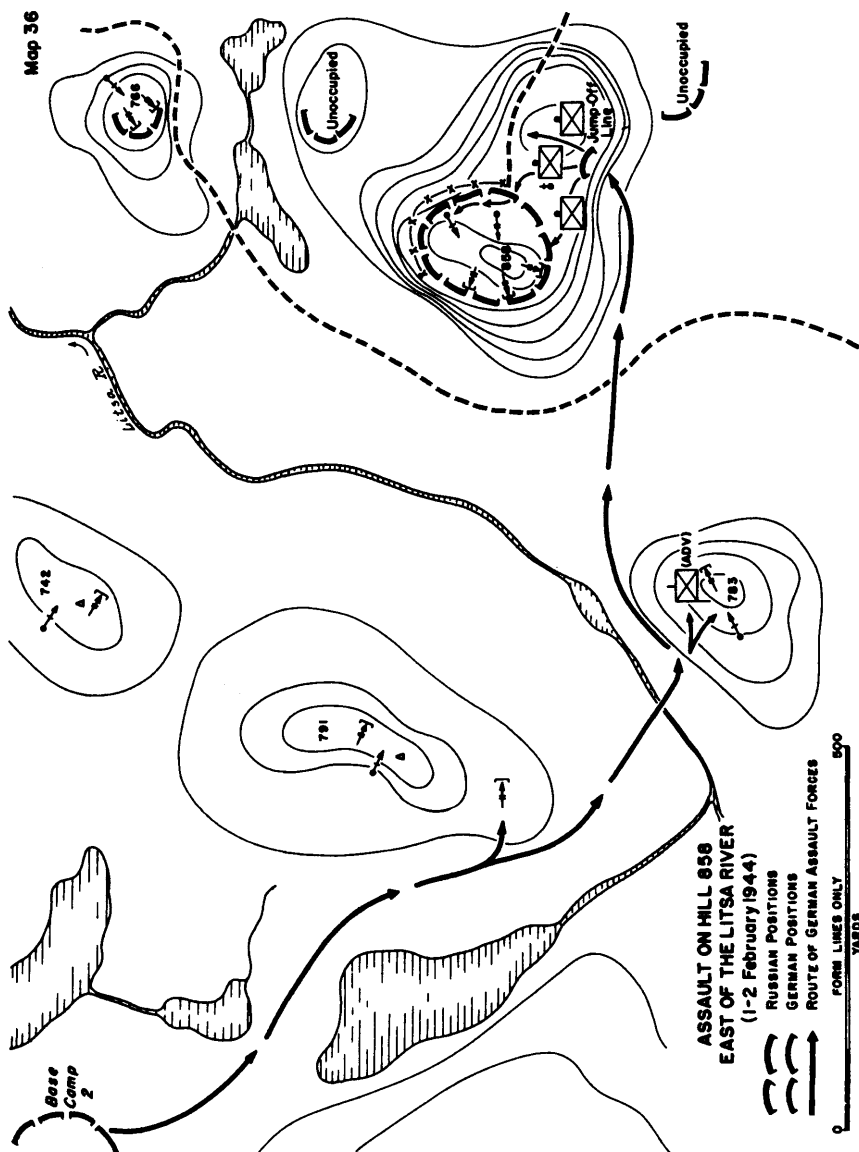 Map 36
766
Unoccupied
Unoccupied
Jump-Off
Line
858
Litsa R
742
791
(ADV)
783
Base
Camp
2
ASSAULT ON HILL 858
EAST OF THE LITSA RIVER
(1-2 February 1944)
RUSSIAN POSITIONS
GERMAN POSITIONS
ROUTE OF GERMAN ASSAULT FORCES
0 500
FORM LINES ONLY
YARDS